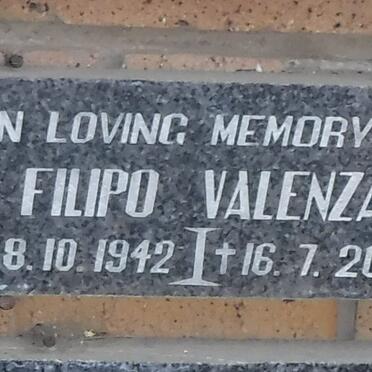 N LOVING MEMORY
FILIPO VALENZA
8.10.1942 †16.7.20